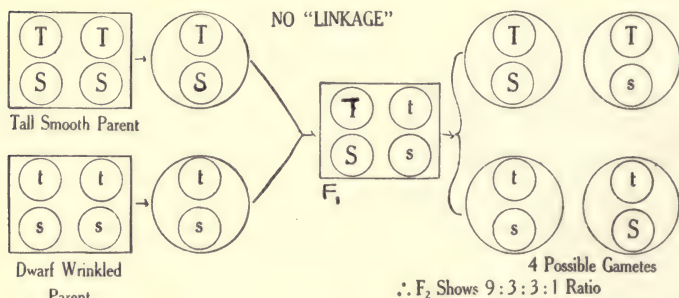 NO “LINKAGE”
T T
S S
Tall Smooth Parent
T
S
t t
s s
Dwarf Wrinkled
Parent
t
s
T t
S s
F₁
T T
S s
t t
s S
4 Possible Gametes
∴ F₂ Shows 9 : 3 : 3 : 1 Ratio